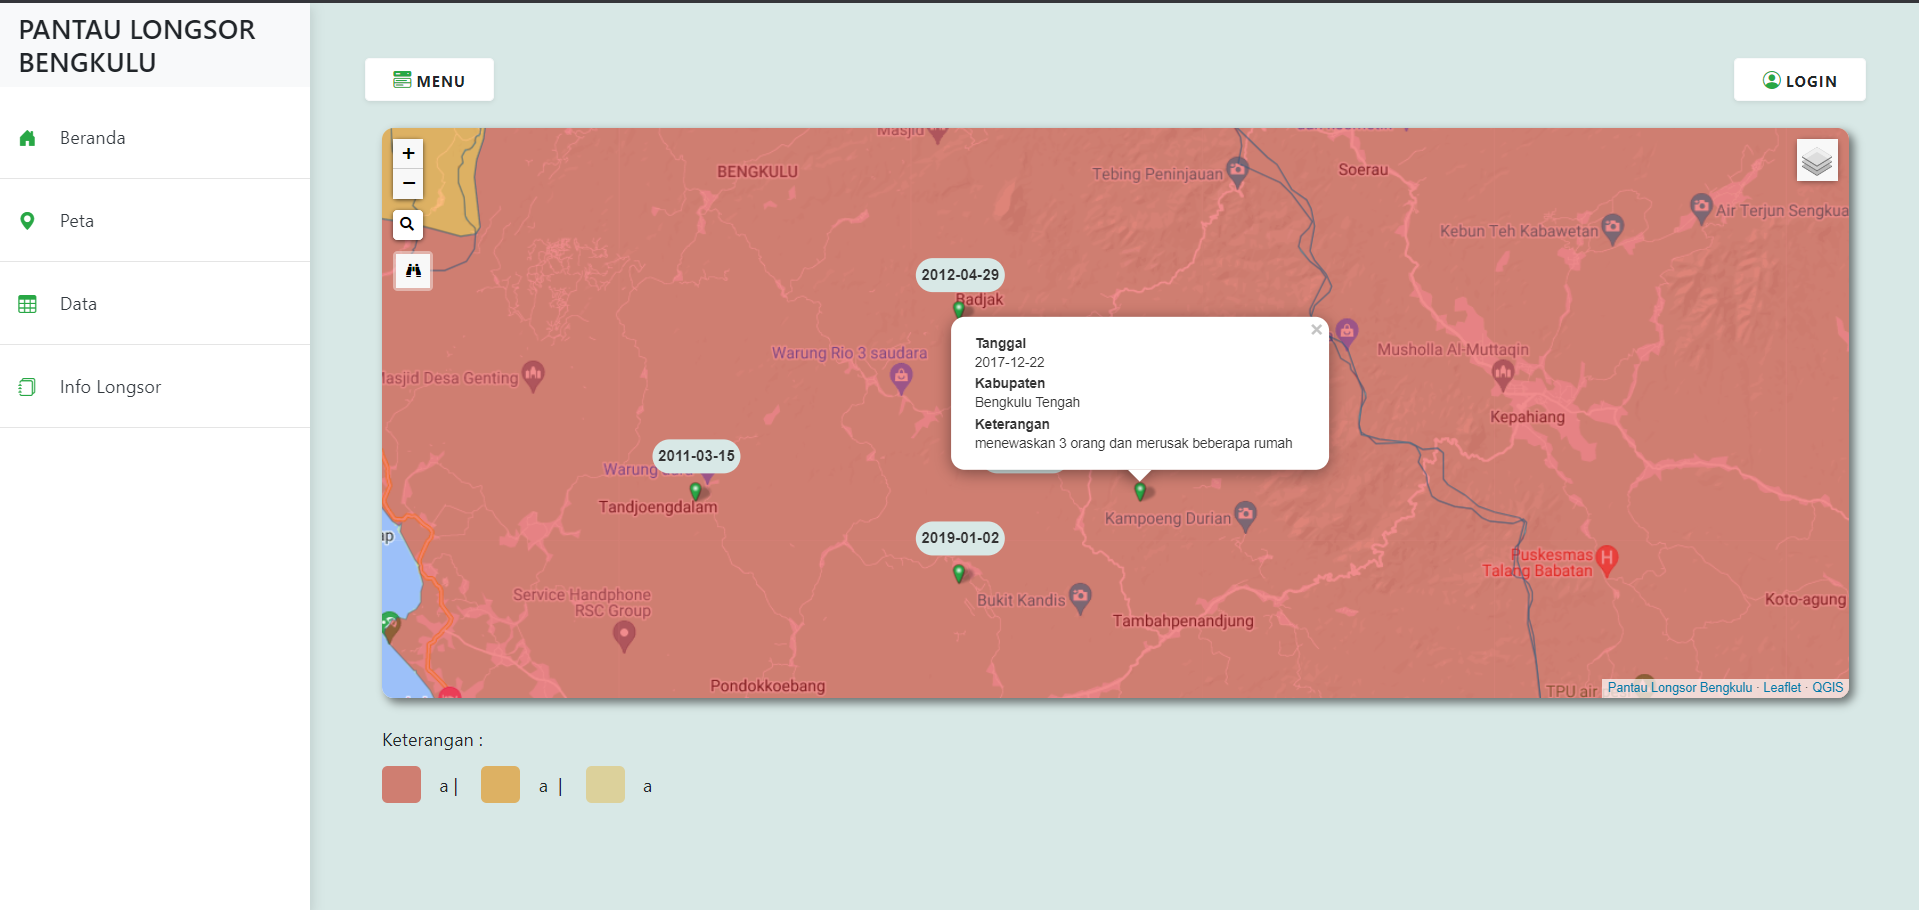 PANTAU LONGSOR
BENGKULU
Beranda
Peta
Data
Info Longsor
MENU
LOGIN
+
−
Masjid
BENGKULU
Tebing Peninjauan
Soerau
Air Terjun Sengkua
Kebun Teh Kabawetan
2012-04-29
Badjak
Warung Rio 3 saudara
Masjid Desa Genting
Tanggal
2017-12-22
Kabupaten
Bengkulu Tengah
Keterangan
menewaskan 3 orang dan merusak beberapa rumah
×
Musholla Al-Muttaqin
Kepahiang
2011-03-15
Warung
Tandjoengdalam
Kampoeng Durian
2019-01-02
Puskesmas
Talang Babatan
ap
Service Handphone
RSC Group
Bukit Kandis
Tambahpenandjung
Koto-agung
Pondokkoebang
TPU air
Pantau Longsor Bengkulu · Leaflet · QGIS
Keterangan :
a | a | a